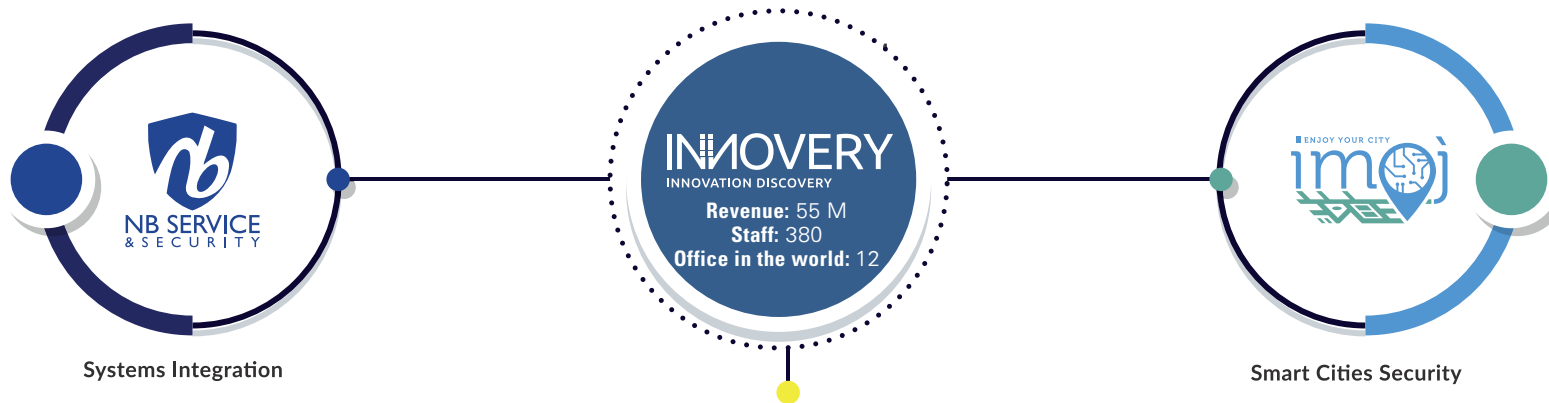 nb
NB SERVICE
& SECURITY
Systems Integration
INNOVERY
INNOVATION DISCOVERY
Revenue: 55 M
Staff: 380
Office in the world: 12
ENJOY YOUR CITY
imoj
Smart Cities Security